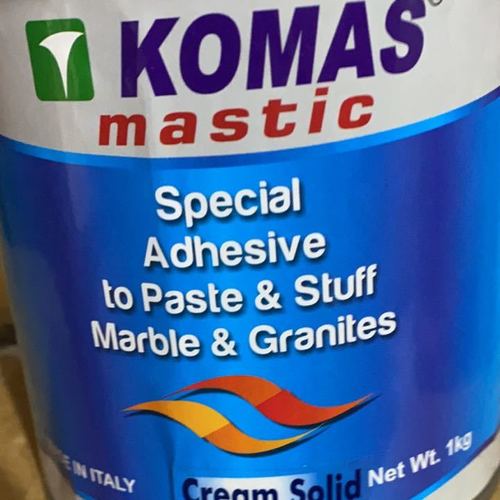 KOMAS®
mastic
Special
Adhesive
to Paste & Stuff
Marble & Granites
IN ITALY
Cream Solid
Net Wt. 1kg